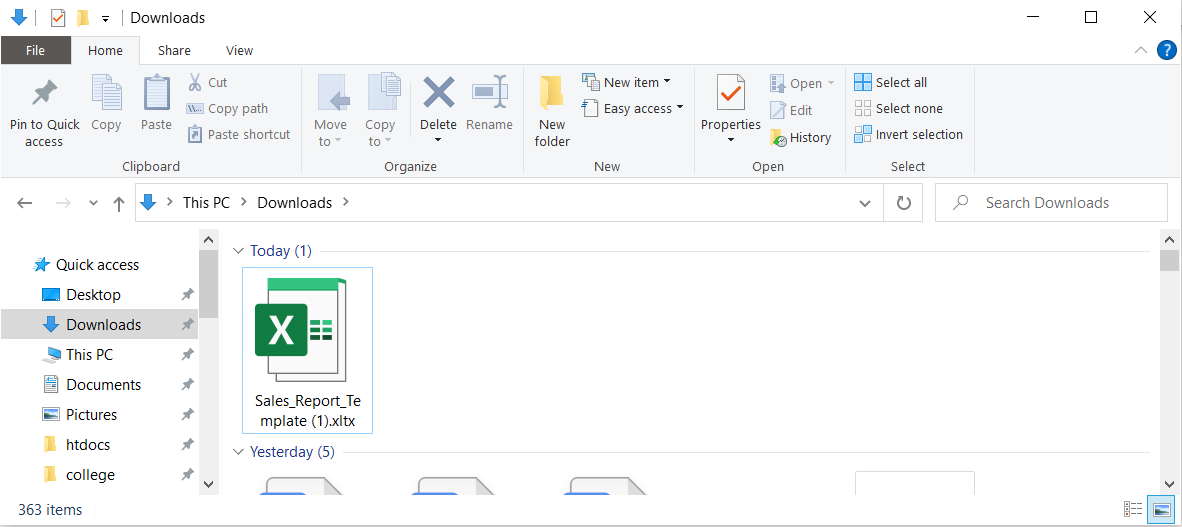 Downloads
File Home Share View
Pin to Quick access
Copy
Paste
Cut
Copy path
Paste shortcut
Clipboard
Move to
Copy to
Delete
Rename
Organize
New folder
New item
Easy access
New
Properties
Open
Edit
History
Open
Select all
Select none
Invert selection
Select
This PC > Downloads >
Search Downloads
Quick access
Desktop
Downloads
This PC
Documents
Pictures
htdocs
college
Today (1)
X
Sales_Report_Te
mplate (1).xltx
Yesterday (5)
363 items